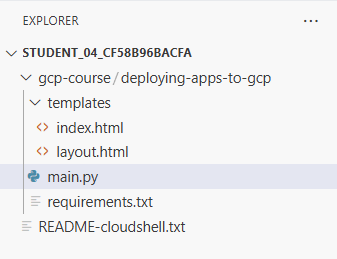 EXPLORER
STUDENT_04_CF58B96BACFA
gcp-course/deploying-apps-to-gcp
templates
index.html
layout.html
main.py
requirements.txt
README-cloudshell.txt